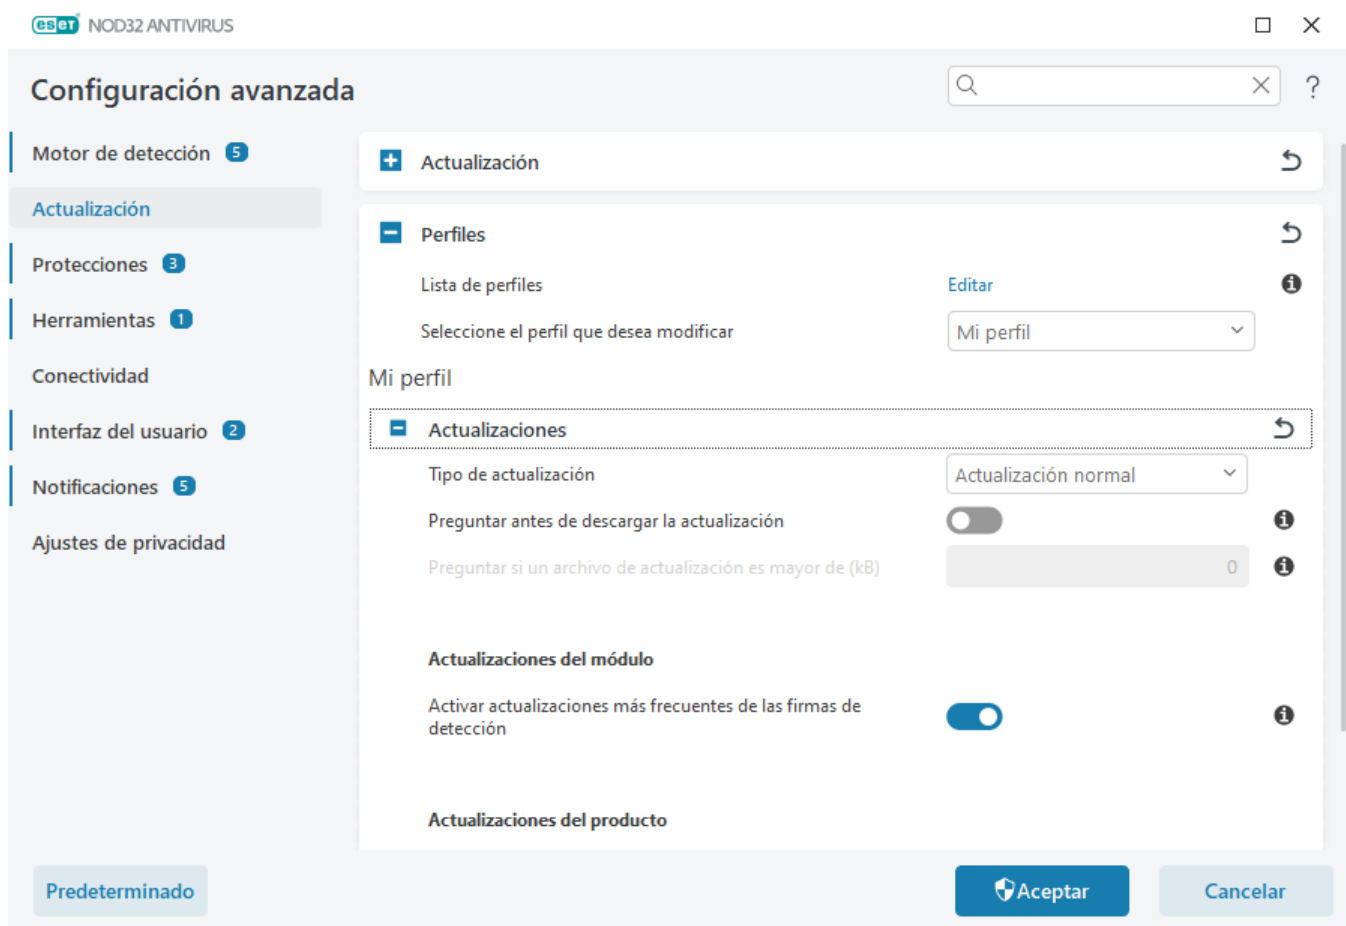 eset NOD32 ANTIVIRUS
Configuración avanzada
?
Motor de detección 5
Actualización
Protecciones 3
Herramientas 1
Conectividad
Interfaz del usuario 2
Notificaciones 5
Ajustes de privacidad
Actualización
Perfiles
Lista de perfiles Editar
Seleccione el perfil que desea modificar Mi perfil
Mi perfil
Actualizaciones
Tipo de actualización Actualización normal
Preguntar antes de descargar la actualización
Preguntar si un archivo de actualización es mayor de (kB) 0
Actualizaciones del módulo
Activar actualizaciones más frecuentes de las firmas de
detección
Actualizaciones del producto
Predeterminado Aceptar Cancelar